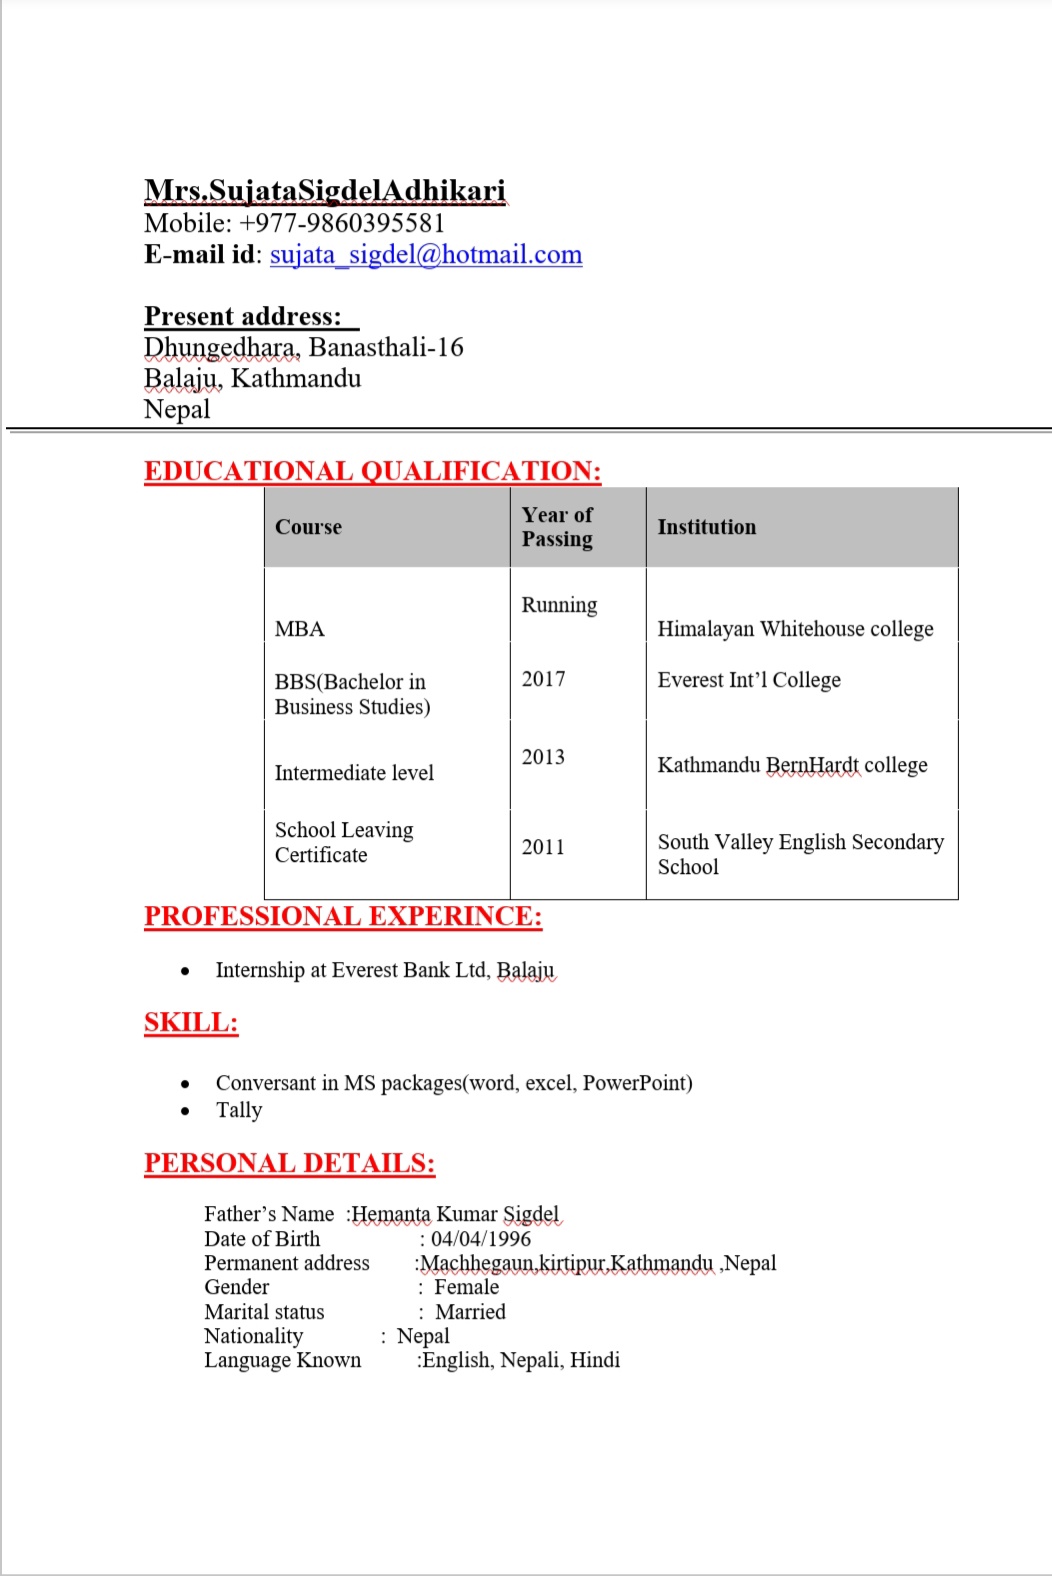 Mrs.SujataSigdelAdhikari
Mobile: +977-9860395581
E-mail id: sujata_sigdel@hotmail.com
Present address:
Dhungedhara, Banasthali-16
Balaju, Kathmandu
Nepal
EDUCATIONAL QUALIFICATION:
Course Year of Passing Institution
MBA Running Himalayan Whitehouse college
BBS(Bachelor in Business Studies) 2017 Everest Int’l College
Intermediate level 2013 Kathmandu BernHardt college
School Leaving Certificate 2011 South Valley English Secondary School
PROFESSIONAL EXPERINCE:
• Internship at Everest Bank Ltd, Balaju
SKILL:
• Conversant in MS packages(word, excel, PowerPoint)
• Tally
PERSONAL DETAILS:
Father’s Name :Hemanta Kumar Sigdel
Date of Birth : 04/04/1996
Permanent address :Machhegaun,kirtipur,Kathmandu ,Nepal
Gender : Female
Marital status : Married
Nationality : Nepal
Language Known :English, Nepali, Hindi